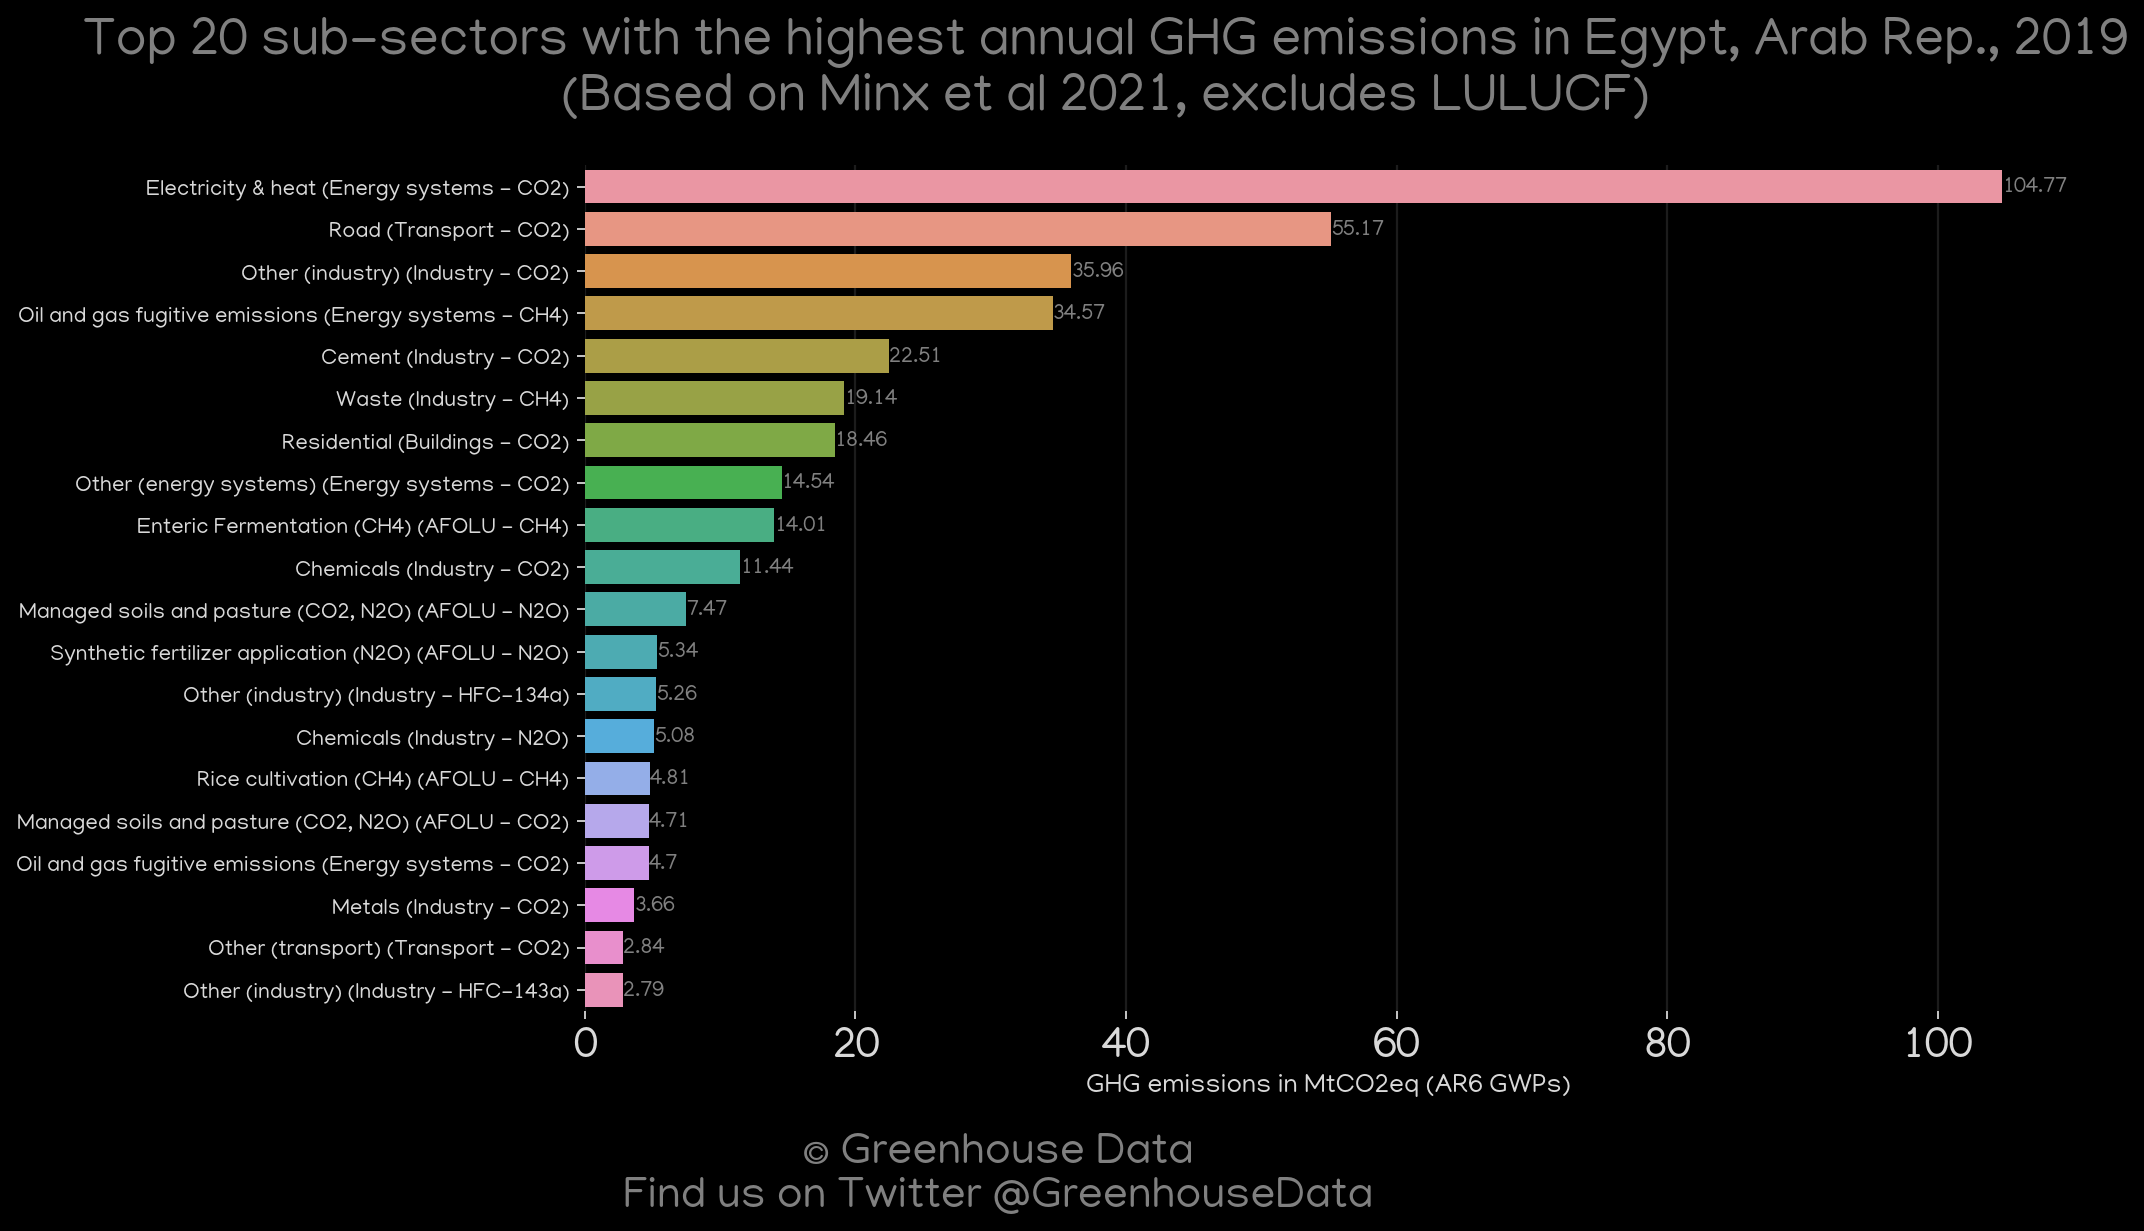 Top 20 sub-sectors with the highest annual GHG emissions in Egypt, Arab Rep., 2019
(Based on Minx et al 2021, excludes LULUCF)
Electricity & heat (Energy systems - CO2) 104.77
Road (Transport - CO2) 55.17
Other (industry) (Industry - CO2) 35.96
Oil and gas fugitive emissions (Energy systems - CH4) 34.57
Cement (Industry - CO2) 22.51
Waste (Industry - CH4) 19.14
Residential (Buildings - CO2) 18.46
Other (energy systems) (Energy systems - CO2) 14.54
Enteric Fermentation (CH4) (AFOLU - CH4) 14.01
Chemicals (Industry - CO2) 11.44
Managed soils and pasture (CO2, N2O) (AFOLU - N2O) 7.47
Synthetic fertilizer application (N2O) (AFOLU - N2O) 5.34
Other (industry) (Industry - HFC-134a) 5.26
Chemicals (Industry - N2O) 5.08
Rice cultivation (CH4) (AFOLU - CH4) 4.81
Managed soils and pasture (CO2, N2O) (AFOLU - CO2) 4.71
Oil and gas fugitive emissions (Energy systems - CO2) 4.7
Metals (Industry - CO2) 3.66
Other (transport) (Transport - CO2) 2.84
Other (industry) (Industry - HFC-143a) 2.79
0 20 40 60 80 100
GHG emissions in MtCO2eq (AR6 GWPs)
© Greenhouse Data
Find us on Twitter @GreenhouseData